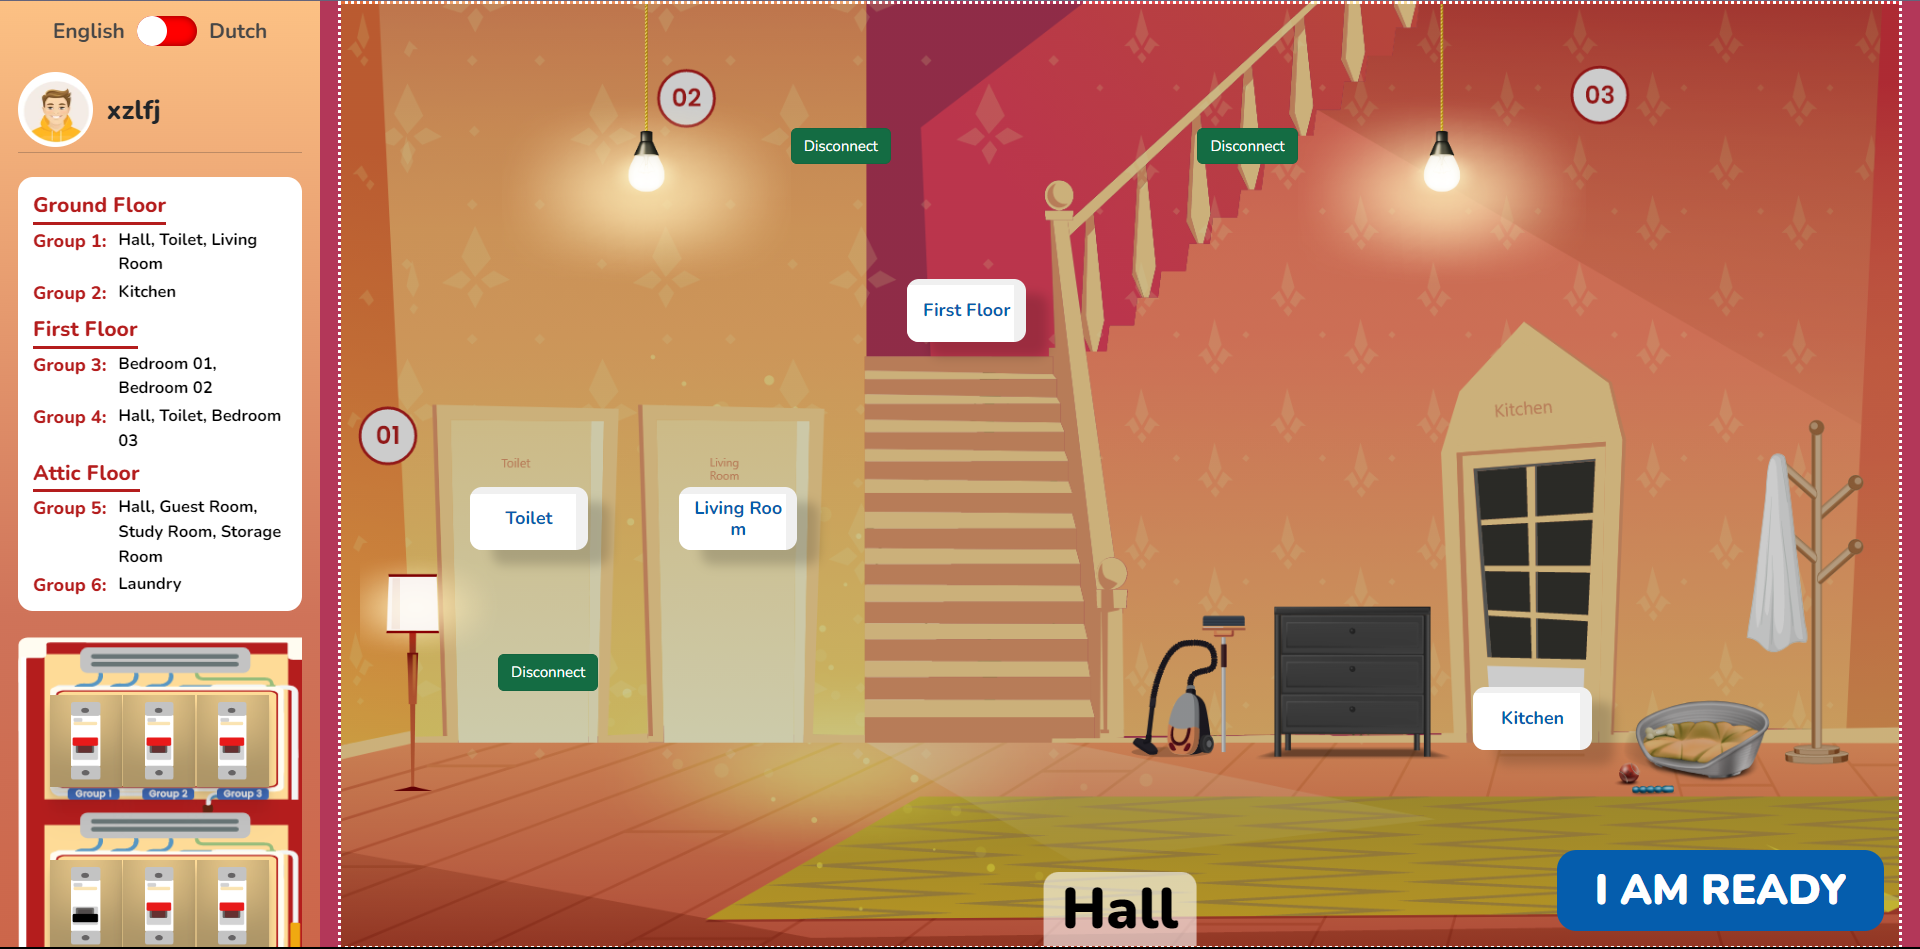 English
Dutch
xzlfj
Ground Floor
Group 1: Hall, Toilet, Living
Room
Group 2: Kitchen
First Floor
Group 3: Bedroom 01,
Bedroom 02
Group 4: Hall, Toilet, Bedroom
03
Attic Floor
Group 5: Hall, Guest Room,
Study Room, Storage
Room
Group 6: Laundry
Group 1
Group 2
Group 3
02
03
Disconnect
Disconnect
First Floor
Kitchen
01
Toilet
Living
Room
Toilet
Living Roo
m
Disconnect
Kitchen
Hall
I AM READY